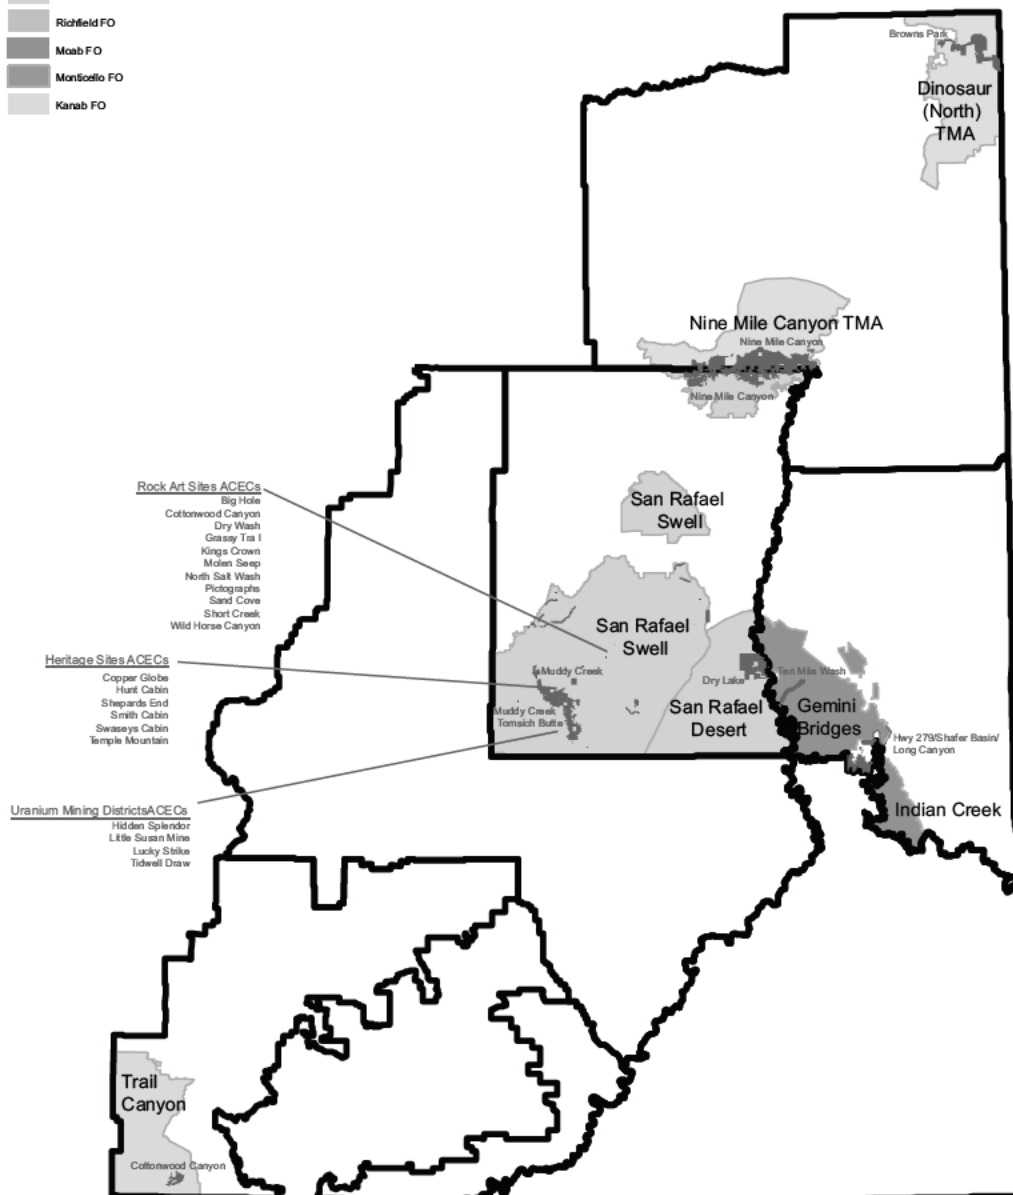 Richfield FO
Moab FO
Monticello FO
Kanab FO
Browns Park
Dinosaur
(North)
TMA
Nine Mile Canyon TMA
Nine Mile Canyon
Nine Mile Canyon
Rock Art Sites ACECs
Big Hole
Cottonwood Canyon
Dry Wash
Grassy Trail
Kings Crown
Molen Seep
North Salt Wash
Pictographs
Sand Cove
Short Creek
Wild Horse Canyon
San Rafael
Swell
San Rafael
Swell
Heritage Sites ACECs
Copper Globe
Hunt Cabin
Shepards End
Smith Cabin
Swaseys Cabin
Temple Mountain
Muddy Creek
Muddy Creek
Tomsich Butte
Dry Lake
Ten Mile Wash
San Rafael
Desert
Gemini
Bridges
Hwy 279/Shafer Basin/
Long Canyon
Indian Creek
Uranium Mining DistrictsACECs
Hidden Splendor
Little Susan Mine
Lucky Strike
Tidwell Draw
Trail
Canyon
Cottonwood Canyon